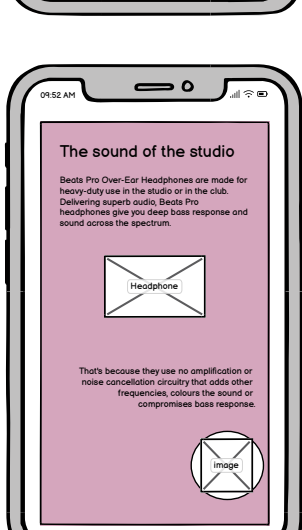 09:52 AM
The sound of the studio
Beats Pro Over-Ear Headphones are made for
heavy-duty use in the studio or in the club.
Delivering superb audio, Beats Pro
headphones give you deep bass response and
sound across the spectrum.
Headphone
That's because they use no amplification or
noise cancellation circuitry that adds other
frequencies, colours the sound or
compromises bass response.
image